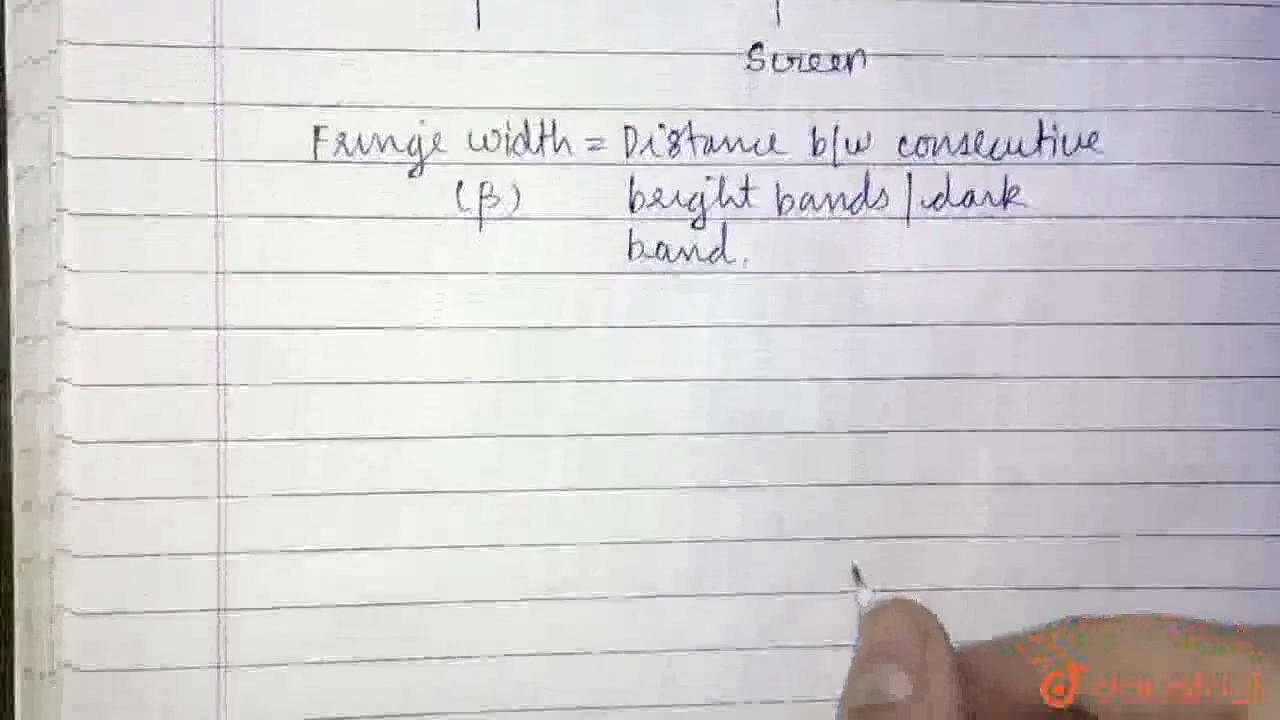 Screen
Fringe width = Distance b/w consecutive
(β) bright bands / dark
band.